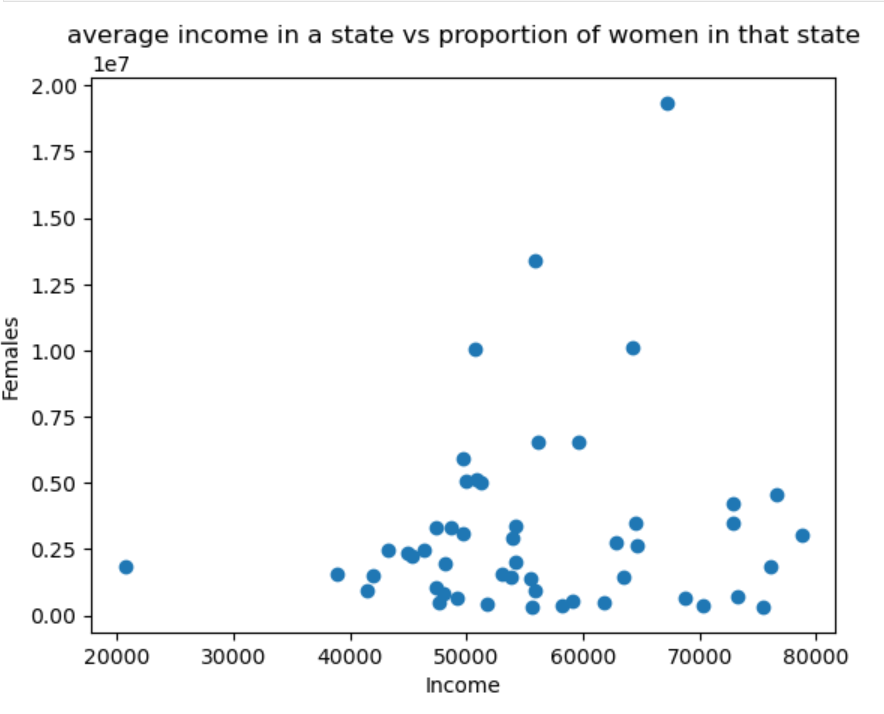 average income in a state vs proportion of women in that state
1e7
2.00
1.75
1.50
1.25
1.00
0.75
0.50
0.25
0.00
Females
20000 30000 40000 50000 60000 70000 80000
Income